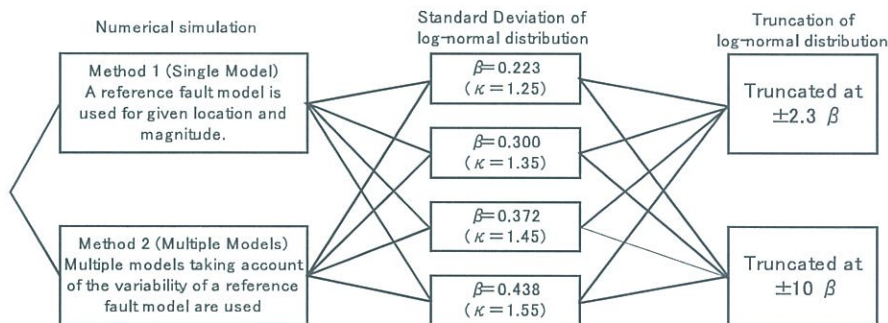 Numerical simulation
Standard Deviation of
log-normal distribution
Truncation of
log-normal distribution
Method 1 (Single Model)
A reference fault model is
used for given location and
magnitude.
Method 2 (Multiple Models)
Multiple models taking account
of the variability of a reference
fault model are used
β=0.223
(κ=1.25)
β=0.300
(κ=1.35)
β=0.372
(κ=1.45)
β=0.438
(κ=1.55)
Truncated at
±2.3 β
Truncated at
±10 β